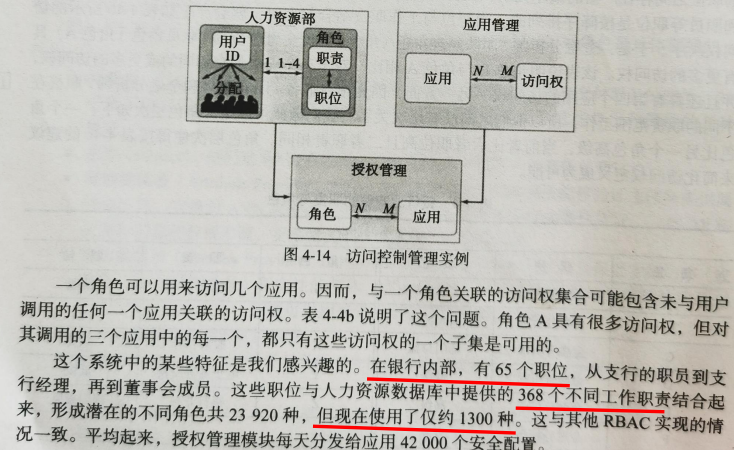 人力资源部
应用管理
用户
ID
分配
1 1~4
角色
职责
职位
应用
N M
访问权
授权管理
角色
N M
应用
图 4-14 访问控制管理实例
一个角色可以用来访问几个应用。因而，与一个角色关联的访问权集合可能包含未与用户
调用的任何一个应用关联的访问权。表 4-4b 说明了这个问题。角色 A 具有很多访问权，但对
其调用的三个应用中的每一个，都只有这些访问权的一个子集是可用的。
这个系统中的某些特征是我们感兴趣的。在银行内部，有 65 个职位，从支行的职员到支
行经理，再到董事会成员。这些职位与人力资源数据库中提供的 368 个不同工作职责结合起
来，形成潜在的不同角色共 23 920 种，但现在使用了仅约 1300 种。这与其他 RBAC 实现的情
况一致。平均起来，授权管理模块每天分发给应用 42 000 个安全配置。